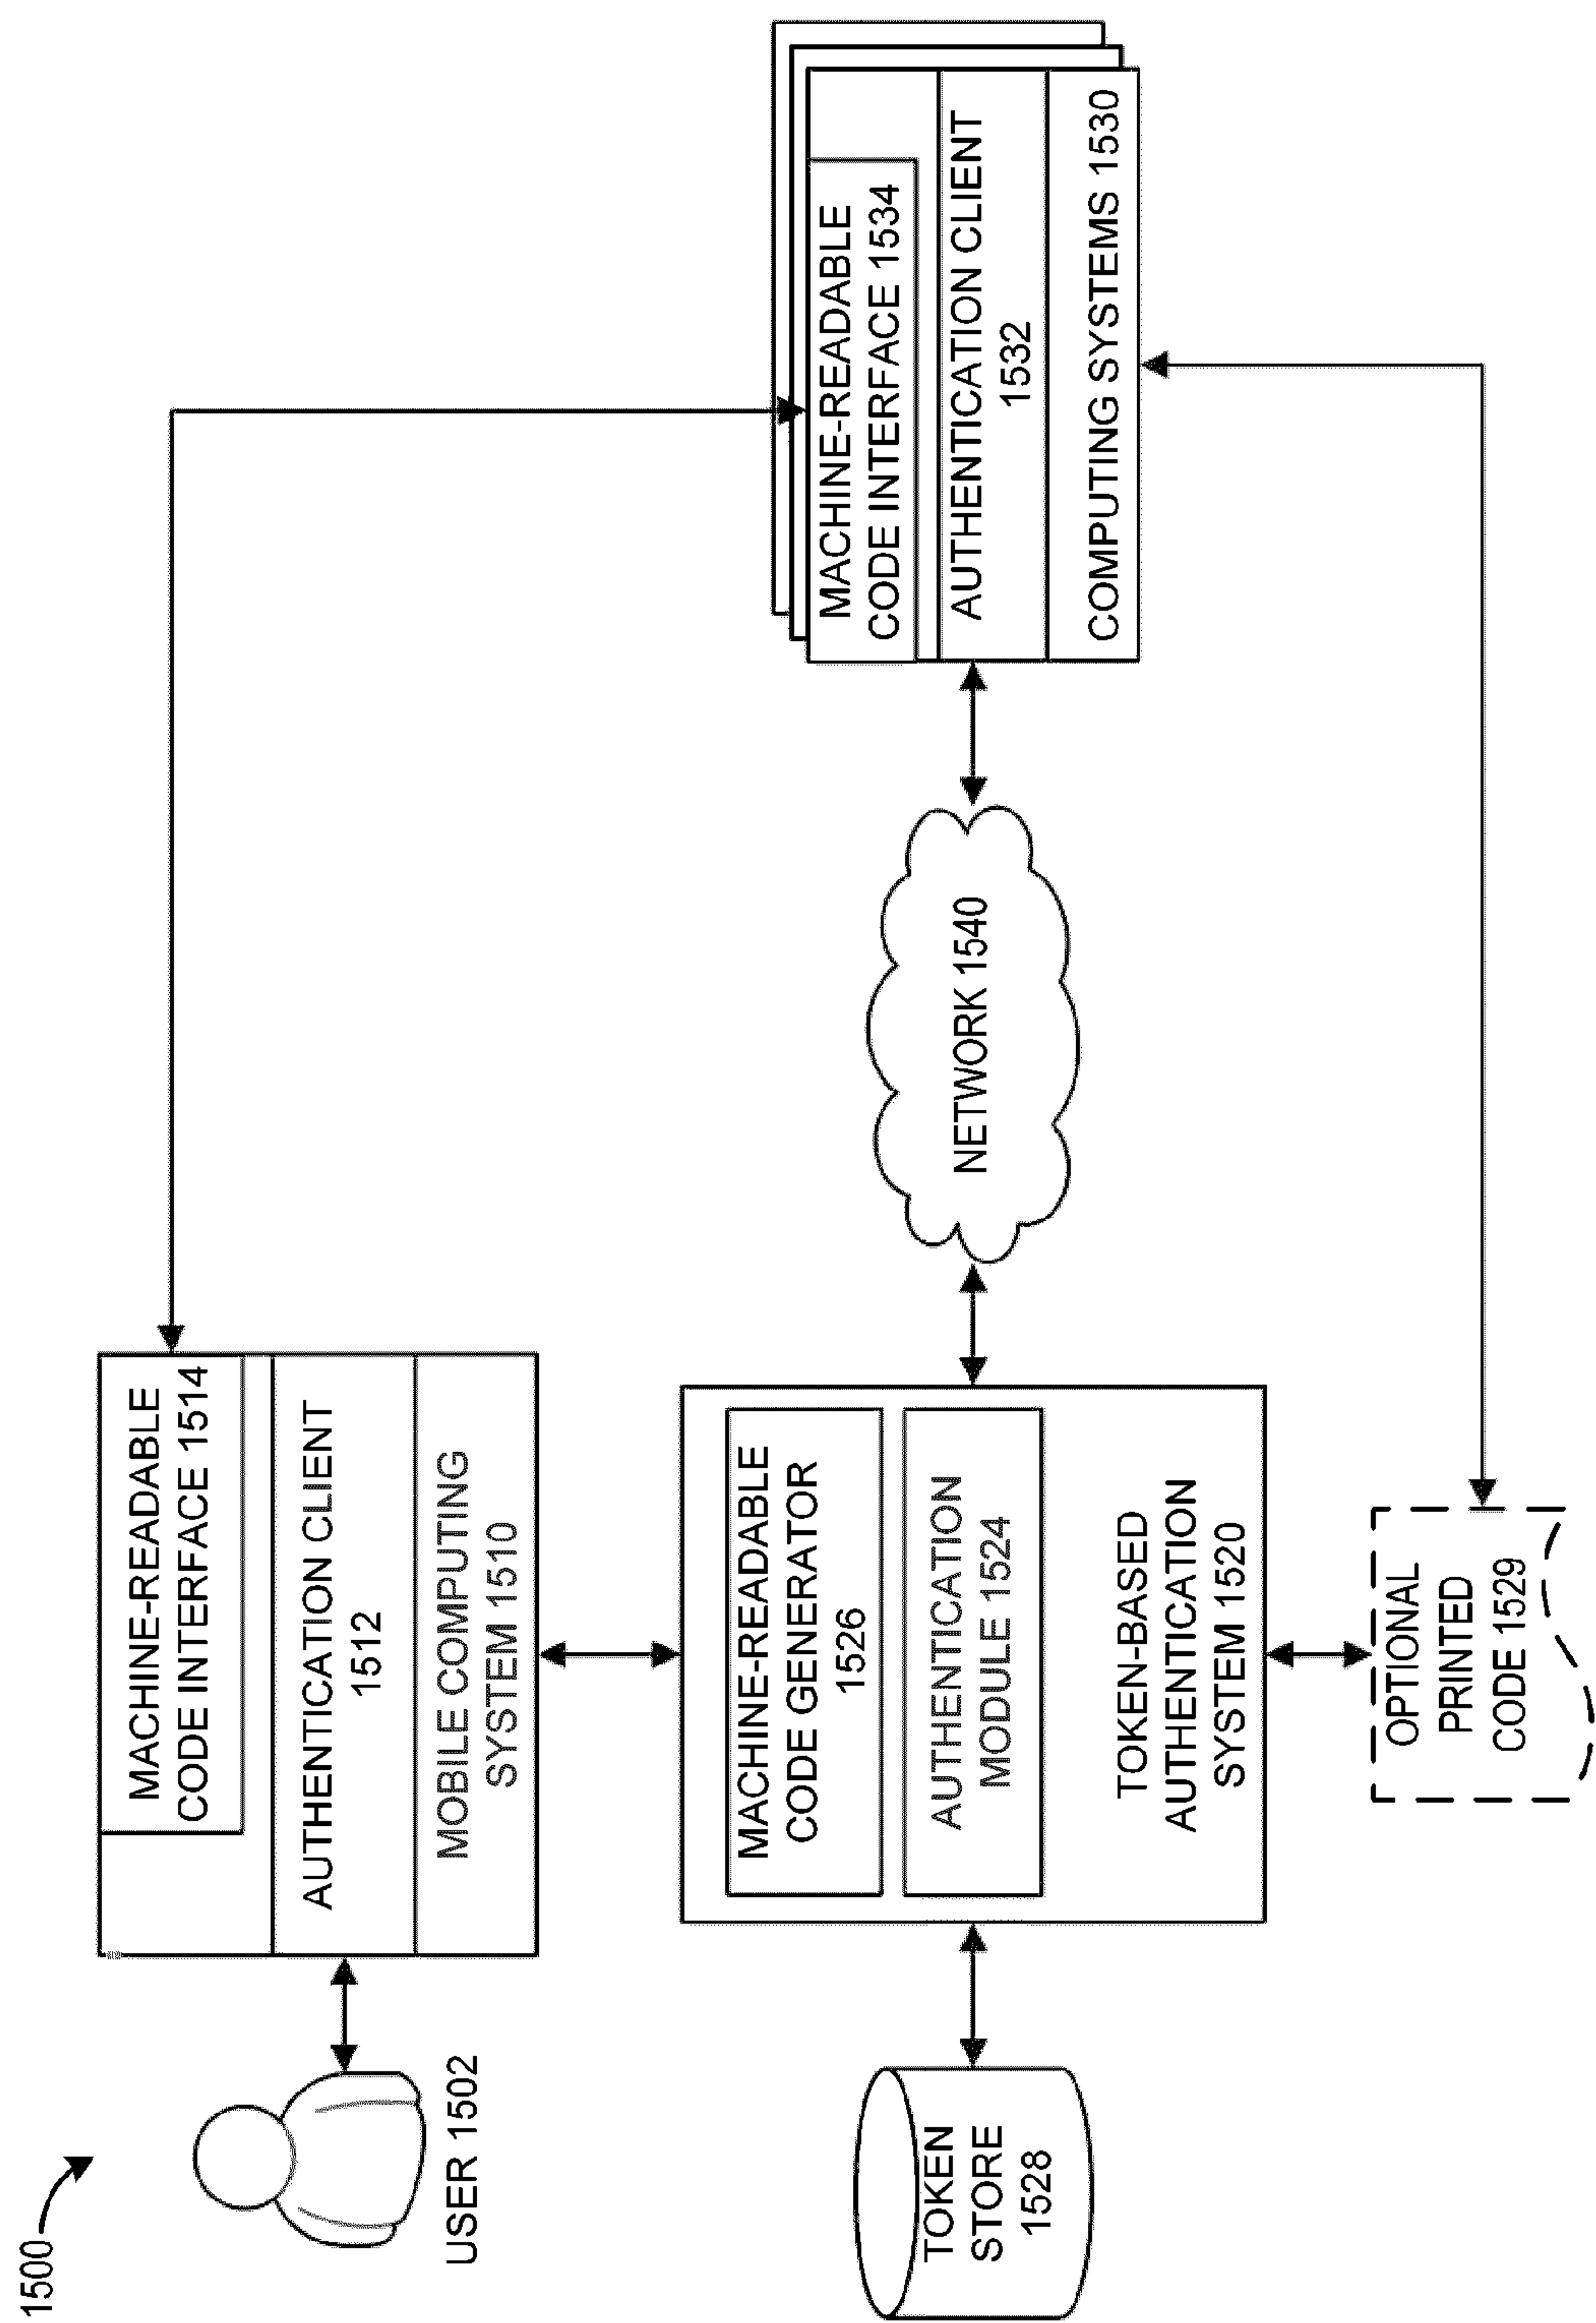 1500
USER 1502
MACHINE-READABLE
CODE INTERFACE 1514
AUTHENTICATION CLIENT
1512
MOBILE COMPUTING
SYSTEM 1510
MACHINE-READABLE
CODE INTERFACE 1534
AUTHENTICATION CLIENT
1532
COMPUTING SYSTEMS 1530
TOKEN
STORE
1528
MACHINE-READABLE
CODE GENERATOR
1526
AUTHENTICATION
MODULE 1524
TOKEN-BASED
AUTHENTICATION
SYSTEM 1520
NETWORK 1540
OPTIONAL
PRINTED
CODE 1529